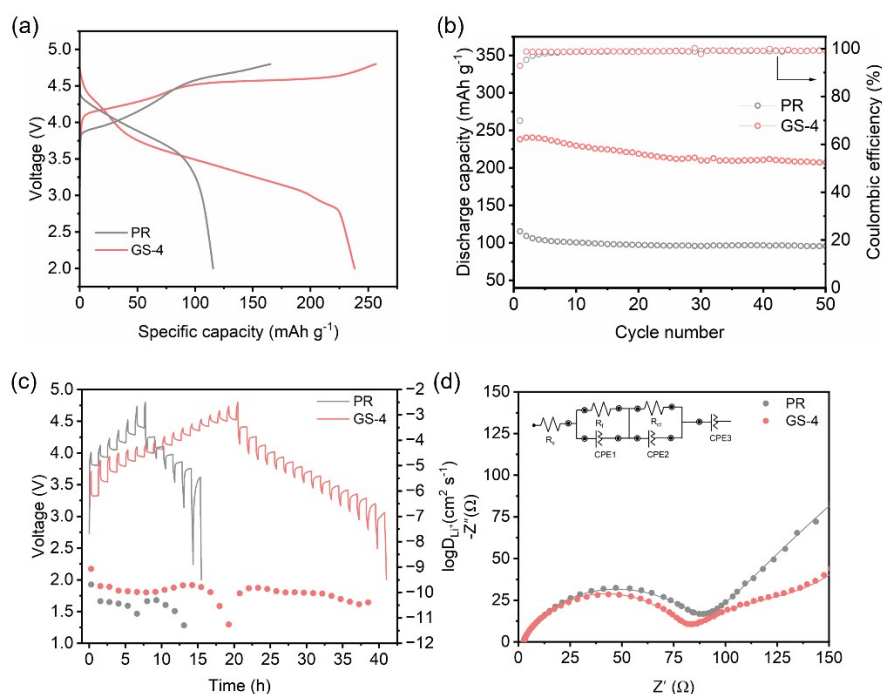 (a)
5.0
4.5
4.0
3.5
3.0
2.5
2.0
Voltage (V)
PR
GS-4
0 50 100 150 200 250
Specific capacity (mAh g⁻¹)
(b)
350
300
250
200
150
100
50
Discharge capacity (mAh g⁻¹)
PR
GS-4
100
80
60
40
20
0
Coulombic efficiency (%)
0 10 20 30 40 50
Cycle number
(c)
5.0
4.5
4.0
3.5
3.0
2.5
2.0
1.5
1.0
Voltage (V)
PR
GS-4
−2
−3
−4
−5
−6
−7
−8
−9
−10
−11
−12
logD_Li⁺(cm² s⁻¹)
0 5 10 15 20 25 30 35 40
Time (h)
(d)
150
125
100
75
50
25
0
-Z″(Ω)
Rf
Rct
CPE1
CPE2
CPE3
PR
GS-4
0 25 50 75 100 125 150
Z′ (Ω)